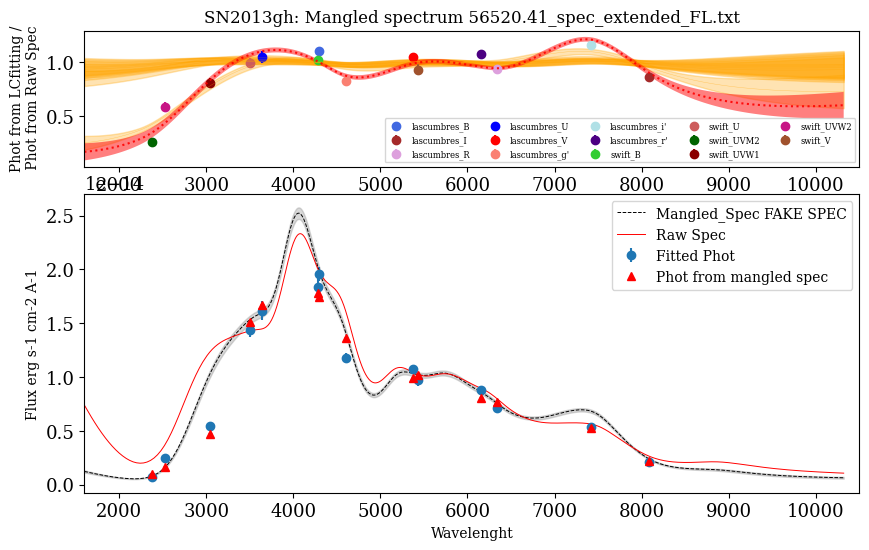 SN2013gh: Mangled spectrum 56520.41_spec_extended_FL.txt
Phot from LCfitting /
Phot from Raw Spec
1.0
0.5
lascumbres_B
lascumbres_I
lascumbres_R
lascumbres_U
lascumbres_V
lascumbres_g'
lascumbres_i'
lascumbres_r'
swift_B
swift_U
swift_UVM2
swift_UVW1
swift_UVW2
swift_V
2000 3000 4000 5000 6000 7000 8000 9000 10000
1e−14
Flux erg s-1 cm-2 A-1
2.5
2.0
1.5
1.0
0.5
0.0
Mangled_Spec FAKE SPEC
Raw Spec
Fitted Phot
Phot from mangled spec
2000 3000 4000 5000 6000 7000 8000 9000 10000
Wavelenght